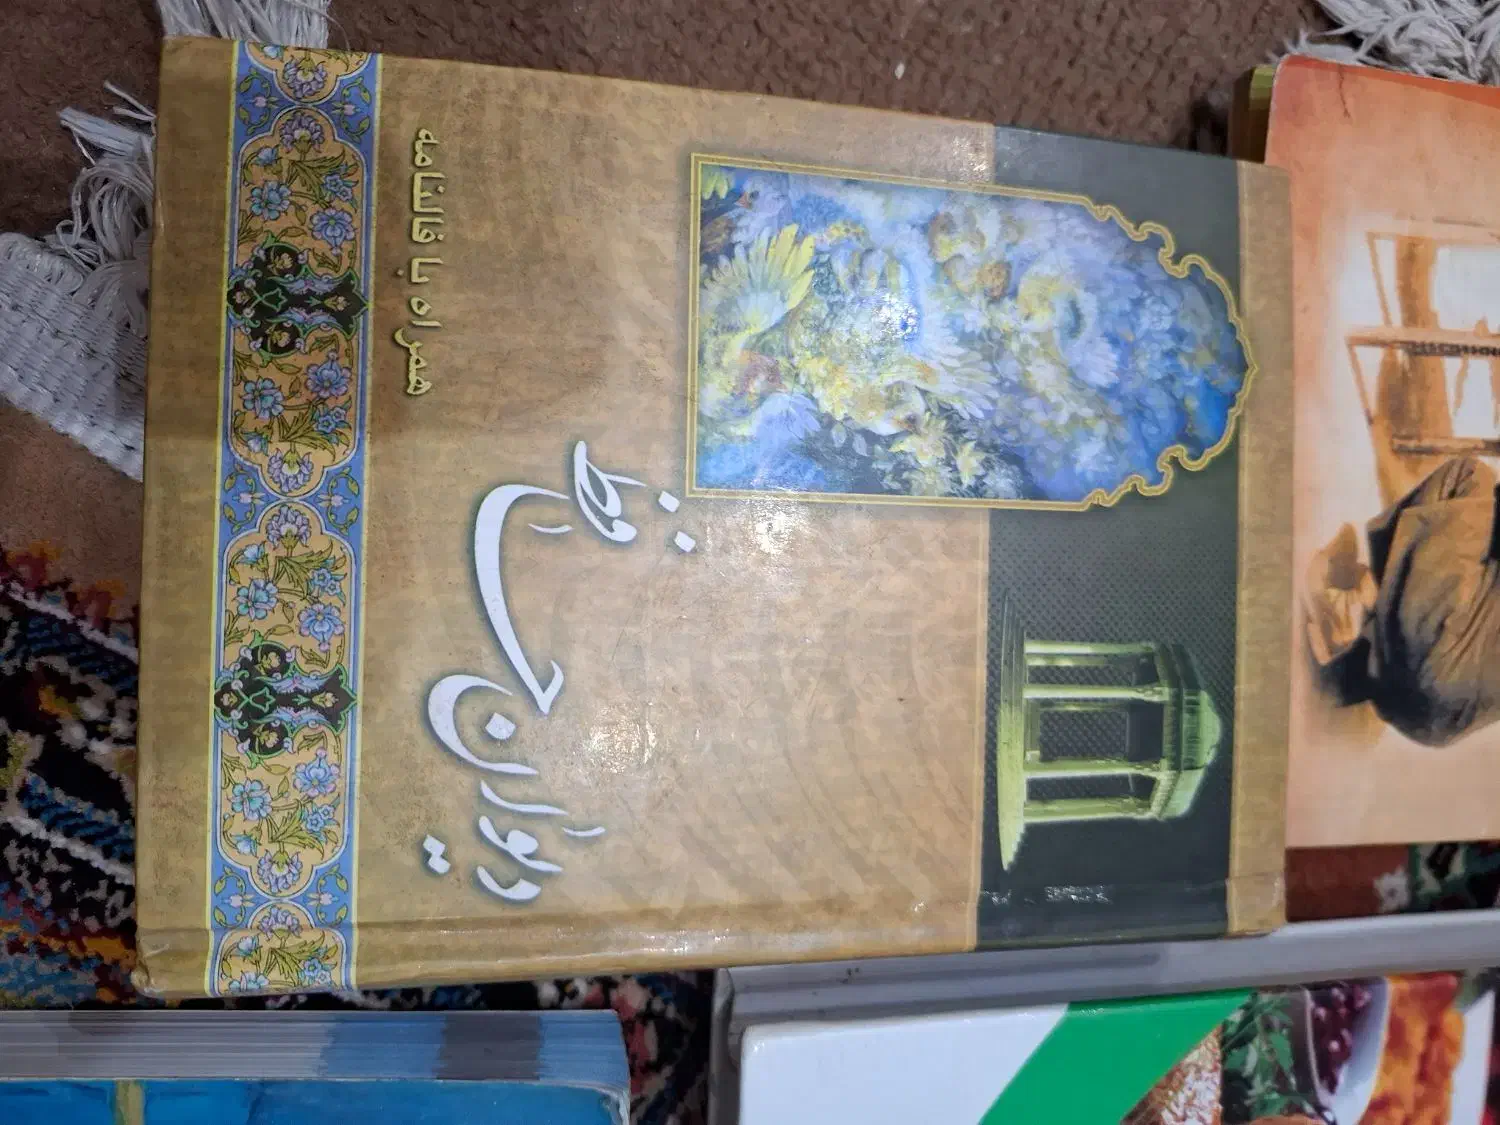 دیوان حافظ
همراه با فالنامه